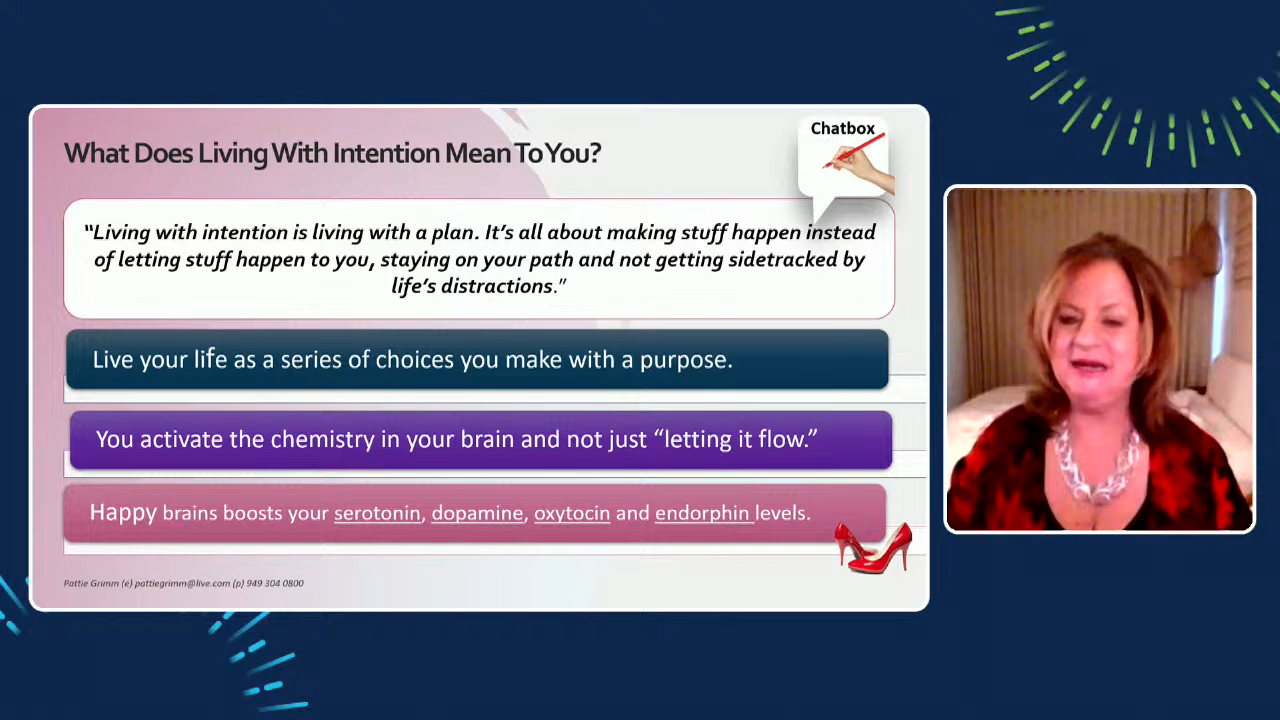 What Does Living With Intention Mean To You?
Chatbox
“Living with intention is living with a plan. It’s all about making stuff happen instead
of letting stuff happen to you, staying on your path and not getting sidetracked by
life’s distractions.”
Live your life as a series of choices you make with a purpose.
You activate the chemistry in your brain and not just “letting it flow.”
Happy brains boosts your serotonin, dopamine, oxytocin and endorphin levels.
Pattie Grimm (e) pattiegrimm@live.com (p) 949 304 0800